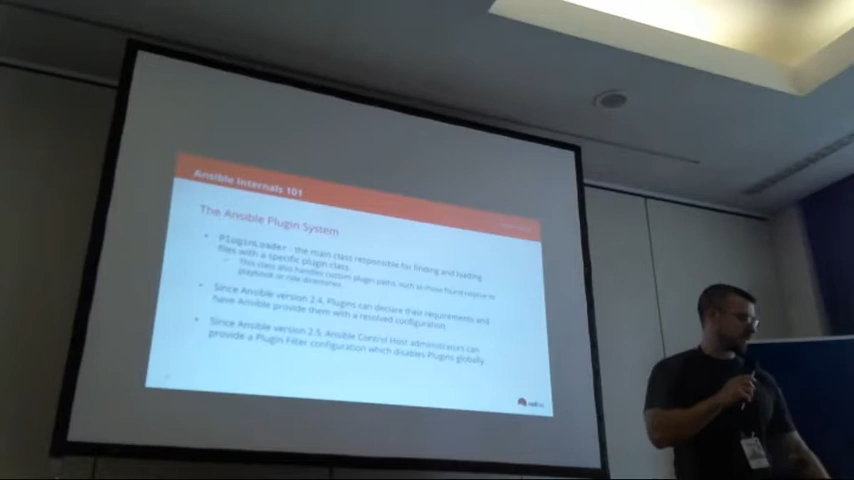 Ansible Internals 101
The Ansible Plugin System
• PluginLoader - the main class responsible for finding and loading
files with a specific plugin class.
This class also handles custom plugin paths, such as those found relative to
playbook or role directories.
• Since Ansible version 2.4, Plugins can declare their requirements and
have Ansible provide them with a resolved configuration.
• Since Ansible version 2.5, Ansible Control Host administrators can
provide a Plugin Filter configuration which disables Plugins globally.